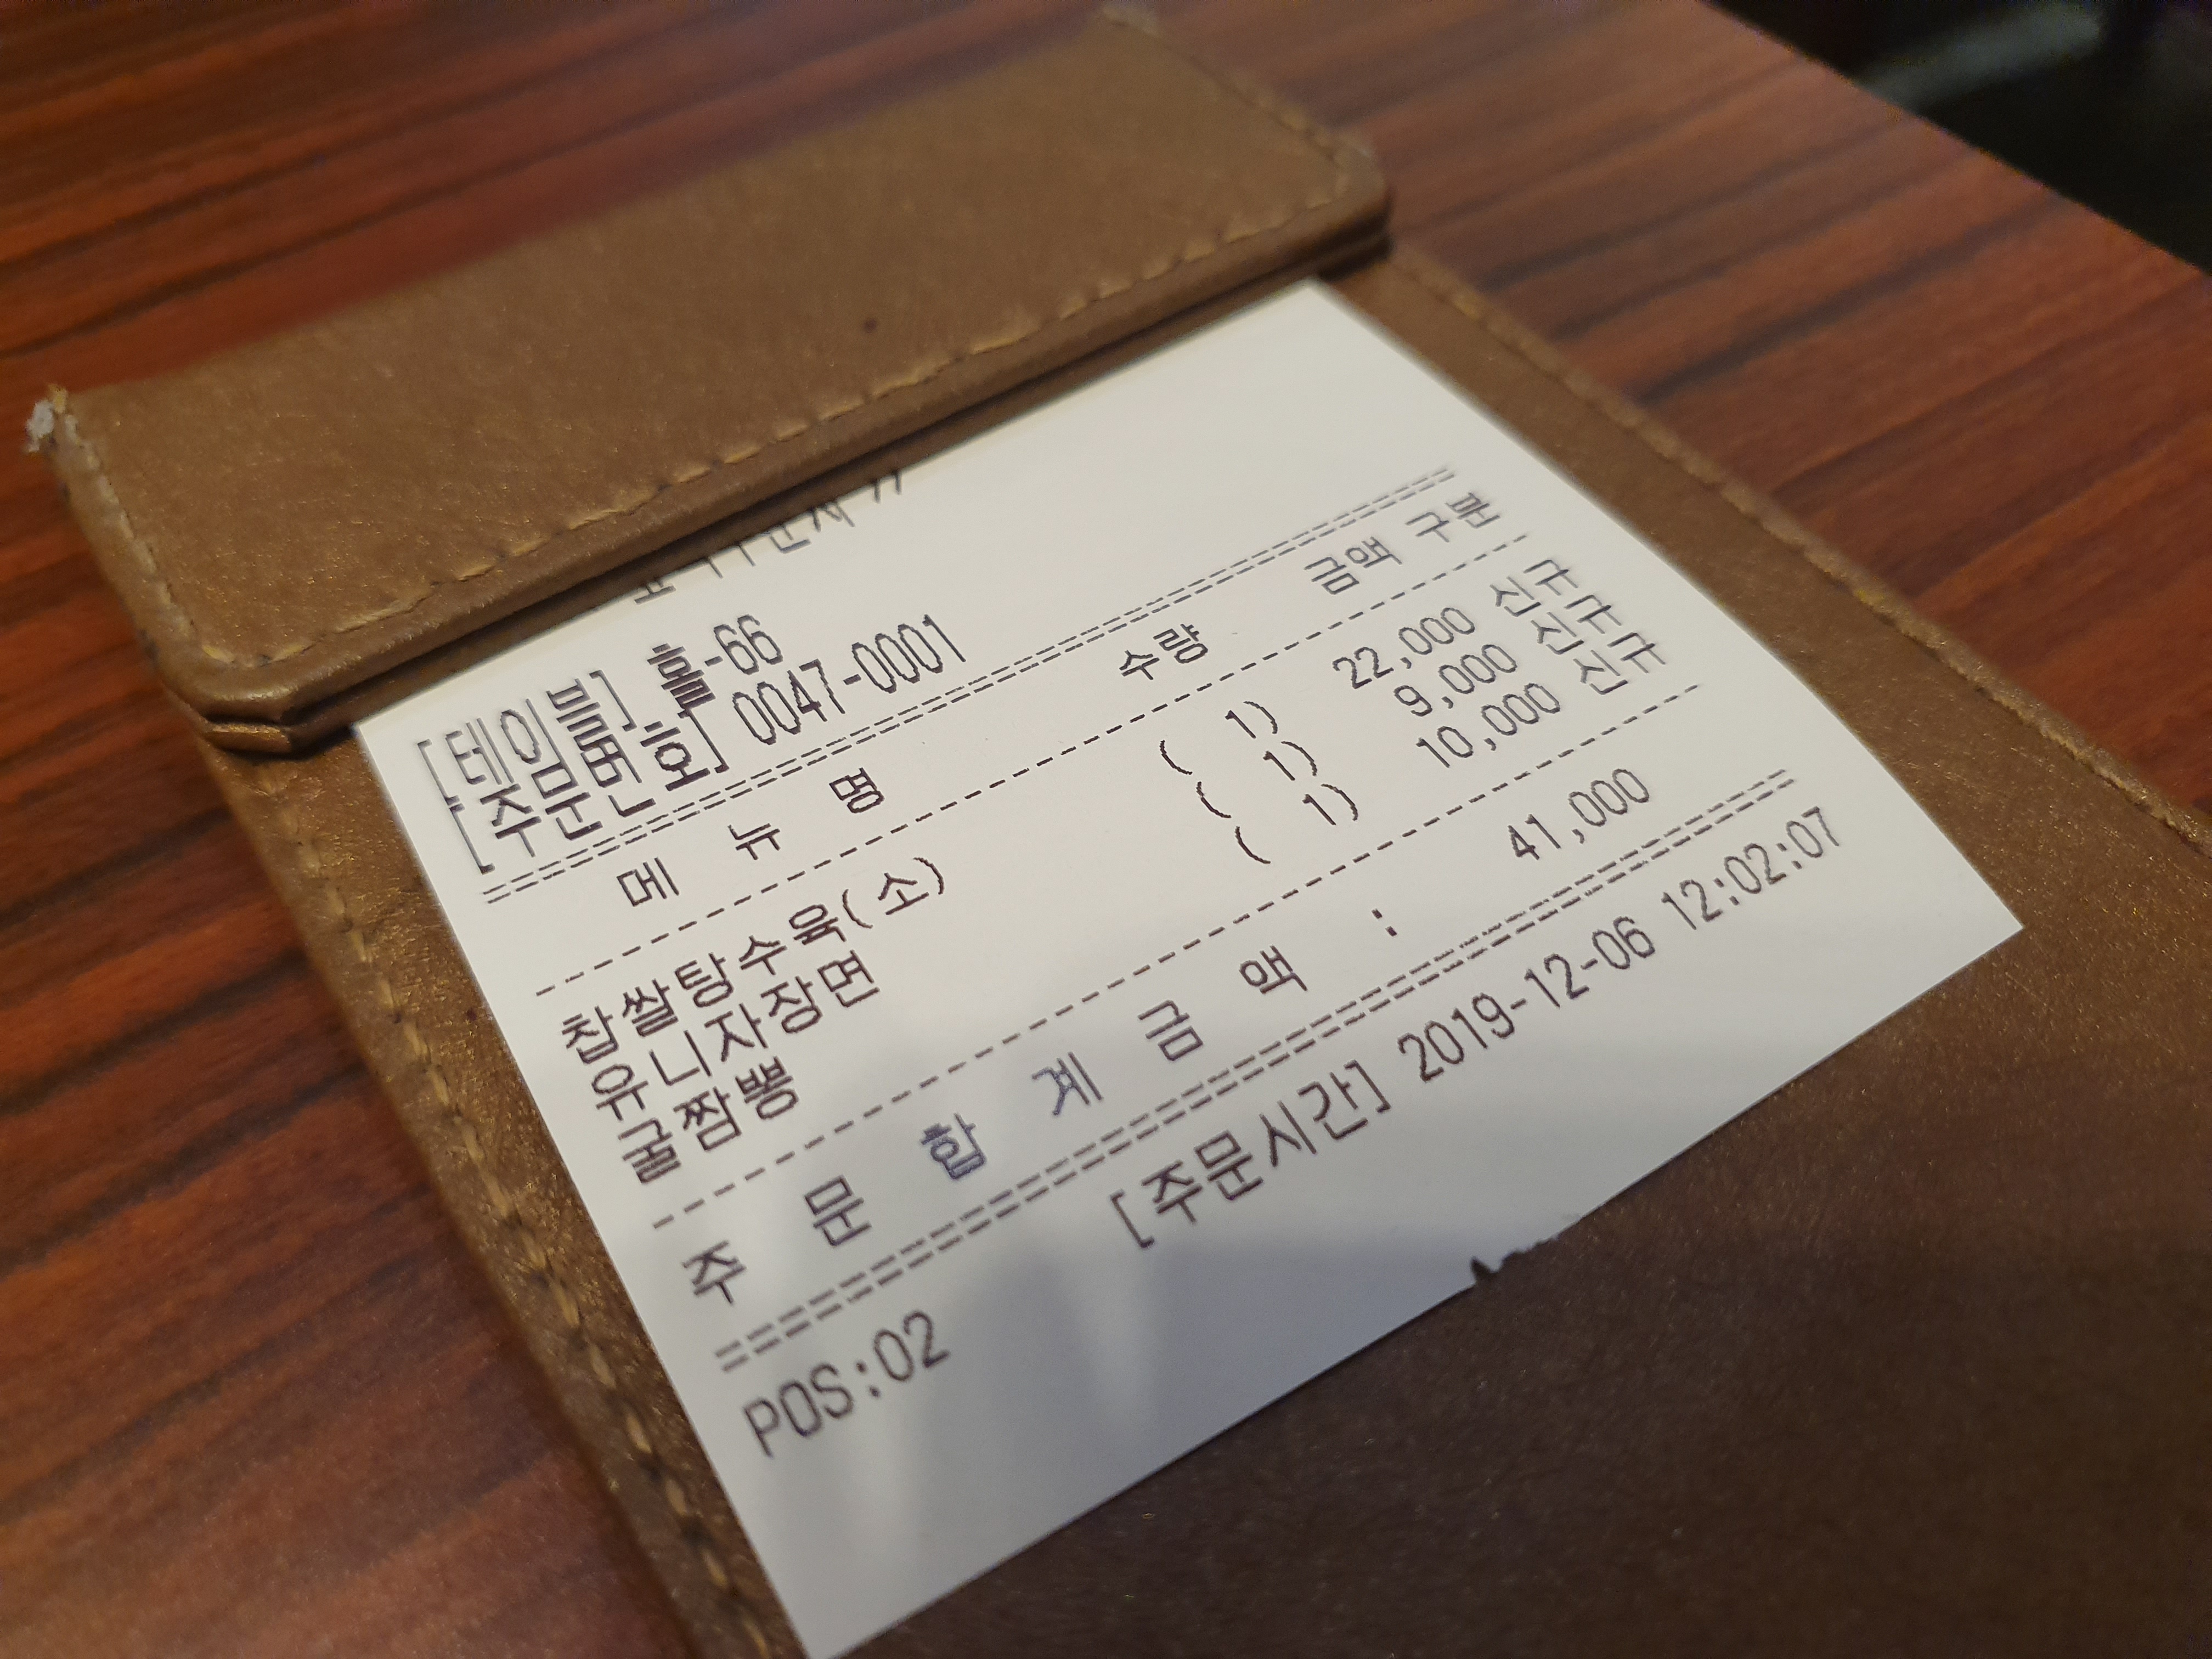 [테이블] 홀-66
[주문번호] 0047-0001
================================
메 뉴 명 수량 금액 구분
--------------------------------
찹쌀탕수육(소) ( 1) 22,000 신규
유니자장면 ( 1) 9,000 신규
굴짬뽕 ( 1) 10,000 신규
--------------------------------
주 문 합 계 금 액 : 41,000
================================
[주문시간] 2019-12-06 12:02:07
POS:02